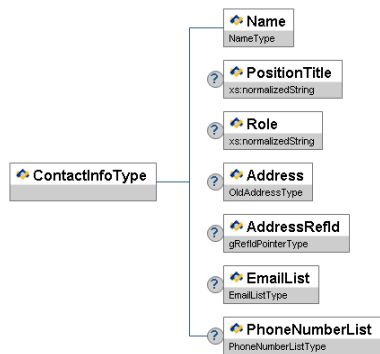 Name
NameType
?
PositionTitle
xs:normalizedString
?
Role
xs:normalizedString
ContactInfoType
?
Address
OldAddressType
?
AddressRefId
gRefIdPointerType
?
EmailList
EmailListType
?
PhoneNumberList
PhoneNumberListType